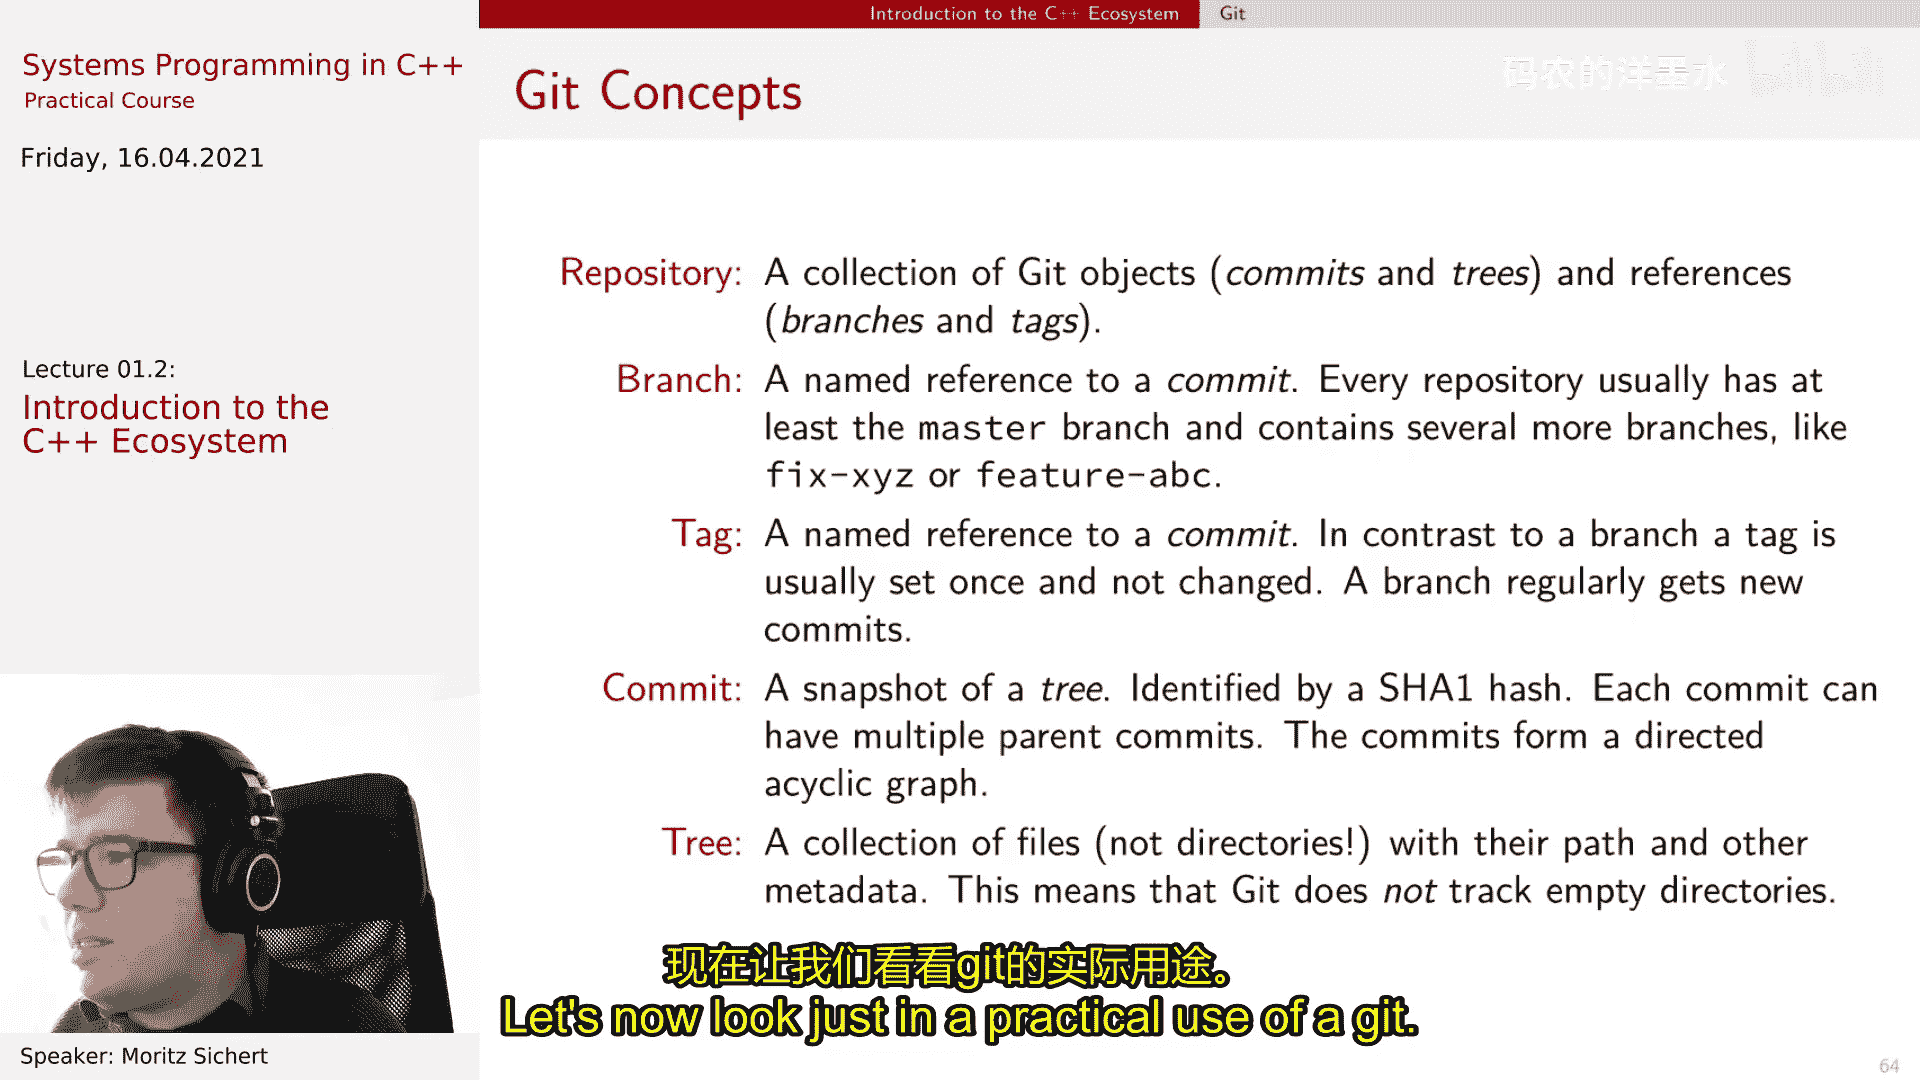 Introduction to the C++ Ecosystem
Git
Systems Programming in C++
Practical Course
Friday, 16.04.2021
Git Concepts
码农的洋墨水
Repository: A collection of Git objects (commits and trees) and references
(branches and tags).
Branch: A named reference to a commit. Every repository usually has at
least the master branch and contains several more branches, like
fix-xyz or feature-abc.
Tag: A named reference to a commit. In contrast to a branch a tag is
usually set once and not changed. A branch regularly gets new
commits.
Commit: A snapshot of a tree. Identified by a SHA1 hash. Each commit can
have multiple parent commits. The commits form a directed
acyclic graph.
Tree: A collection of files (not directories!) with their path and other
metadata. This means that Git does not track empty directories.
Lecture 01.2:
Introduction to the
C++ Ecosystem
现在让我们看看git的实际用途。
Let's now look just in a practical use of a git.
Speaker: Moritz Sichert
64